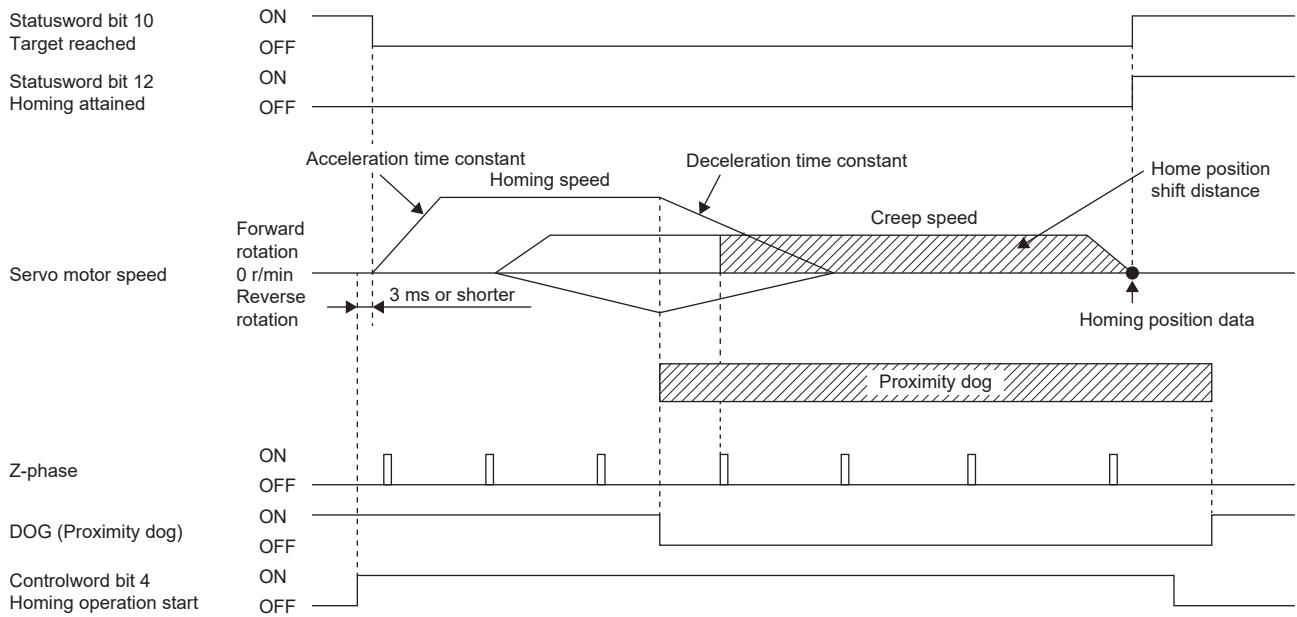 Statusword bit 10
Target reached
ON
OFF
Statusword bit 12
Homing attained
ON
OFF
Acceleration time constant
Homing speed
Deceleration time constant
Creep speed
Home position
shift distance
Servo motor speed
Forward
rotation
0 r/min
Reverse
rotation
3 ms or shorter
Homing position data
Proximity dog
Z-phase
ON
OFF
DOG (Proximity dog)
ON
OFF
Controlword bit 4
Homing operation start
ON
OFF